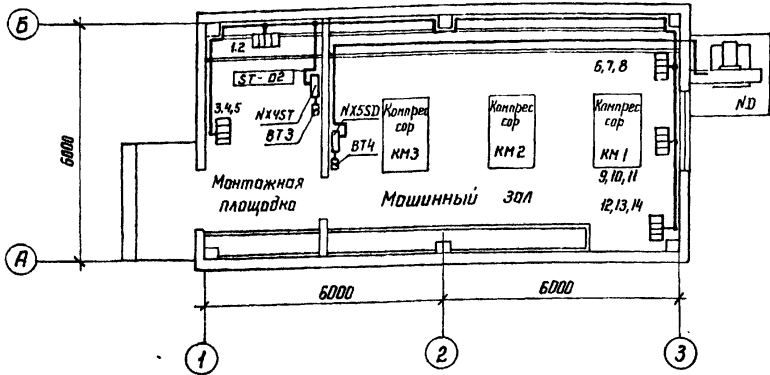 Б
1.2
6,7,8
ST-02
ND
3.4,5
NX4ST
NX5SD
Компрес
сор
КМ3
Компрес
сор
КМ2
Компрес
сор
КМ1
ВТ3
ВТ4
6000
9,10,11
Монтажная
площадка
Машинный зал
12,13,14
А
6000
6000
1
2
3